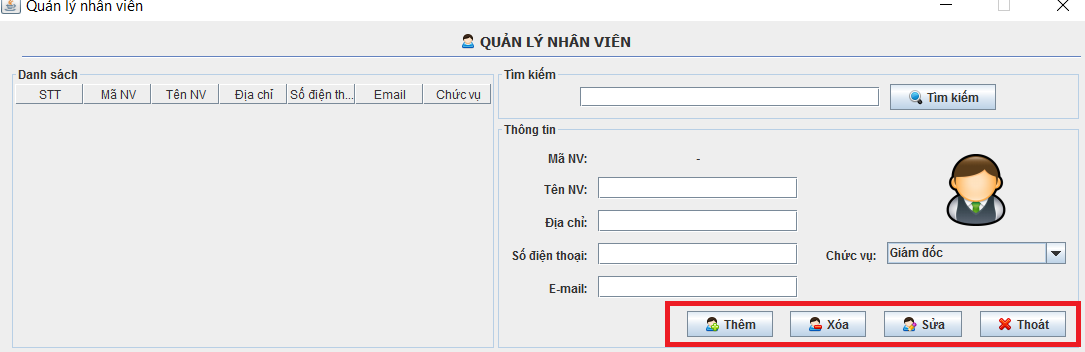 Quản lý nhân viên
QUẢN LÝ NHÂN VIÊN
Danh sách
STT Mã NV Tên NV Địa chỉ Số điện th... Email Chức vụ
Tìm kiếm
Tìm kiếm
Thông tin
Mã NV: -
Tên NV:
Địa chỉ:
Số điện thoại:
Chức vụ: Giám đốc
E-mail:
Thêm Xóa Sửa Thoát